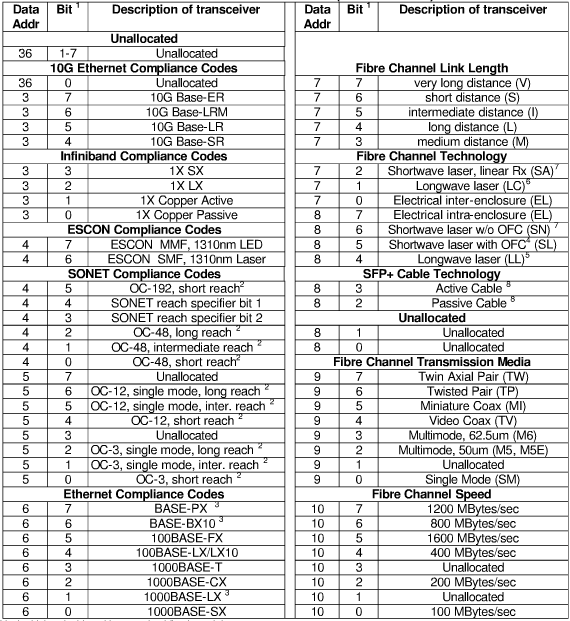 Data Addr Bit 1 Description of transceiver
Unallocated
36 1-7 Unallocated
10G Ethernet Compliance Codes
36 0 Unallocated
3 7 10G Base-ER
3 6 10G Base-LRM
3 5 10G Base-LR
3 4 10G Base-SR
Infiniband Compliance Codes
3 3 1X SX
3 2 1X LX
3 1 1X Copper Active
3 0 1X Copper Passive
ESCON Compliance Codes
4 7 ESCON MMF, 1310nm LED
4 6 ESCON SMF, 1310nm Laser
SONET Compliance Codes
4 5 OC-192, short reach2
4 4 SONET reach specifier bit 1
4 3 SONET reach specifier bit 2
4 2 OC-48, long reach 2
4 1 OC-48, intermediate reach 2
4 0 OC-48, short reach2
5 7 Unallocated
5 6 OC-12, single mode, long reach 2
5 5 OC-12, single mode, inter. reach 2
5 4 OC-12, short reach 2
5 3 Unallocated
5 2 OC-3, single mode, long reach 2
5 1 OC-3, single mode, inter. reach 2
5 0 OC-3, short reach 2
Ethernet Compliance Codes
6 7 BASE-PX 3
6 6 BASE-BX10 3
6 5 100BASE-FX
6 4 100BASE-LX/LX10
6 3 1000BASE-T
6 2 1000BASE-CX
6 1 1000BASE-LX 3
6 0 1000BASE-SX
Data Addr Bit 1 Description of transceiver
Fibre Channel Link Length
7 7 very long distance (V)
7 6 short distance (S)
7 5 intermediate distance (I)
7 4 long distance (L)
7 3 medium distance (M)
Fibre Channel Technology
7 2 Shortwave laser, linear Rx (SA)7
7 1 Longwave laser (LC)6
7 0 Electrical inter-enclosure (EL)
8 7 Electrical intra-enclosure (EL)
8 6 Shortwave laser w/o OFC (SN) 7
8 5 Shortwave laser with OFC4 (SL)
8 4 Longwave laser (LL)5
SFP+ Cable Technology
8 3 Active Cable 8
8 2 Passive Cable 8
Unallocated
8 1 Unallocated
8 0 Unallocated
Fibre Channel Transmission Media
9 7 Twin Axial Pair (TW)
9 6 Twisted Pair (TP)
9 5 Miniature Coax (MI)
9 4 Video Coax (TV)
9 3 Multimode, 62.5um (M6)
9 2 Multimode, 50um (M5, M5E)
9 1 Unallocated
9 0 Single Mode (SM)
Fibre Channel Speed
10 7 1200 MBytes/sec
10 6 800 MBytes/sec
10 5 1600 MBytes/sec
10 4 400 MBytes/sec
10 3 Unallocated
10 2 200 MBytes/sec
10 1 Unallocated
10 0 100 MBytes/sec